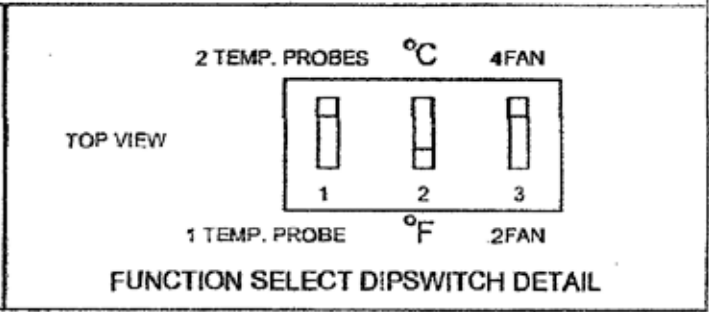 2 TEMP. PROBES °C 4FAN
TOP VIEW
1 2 3
1 TEMP. PROBE °F 2FAN
FUNCTION SELECT DIPSWITCH DETAIL